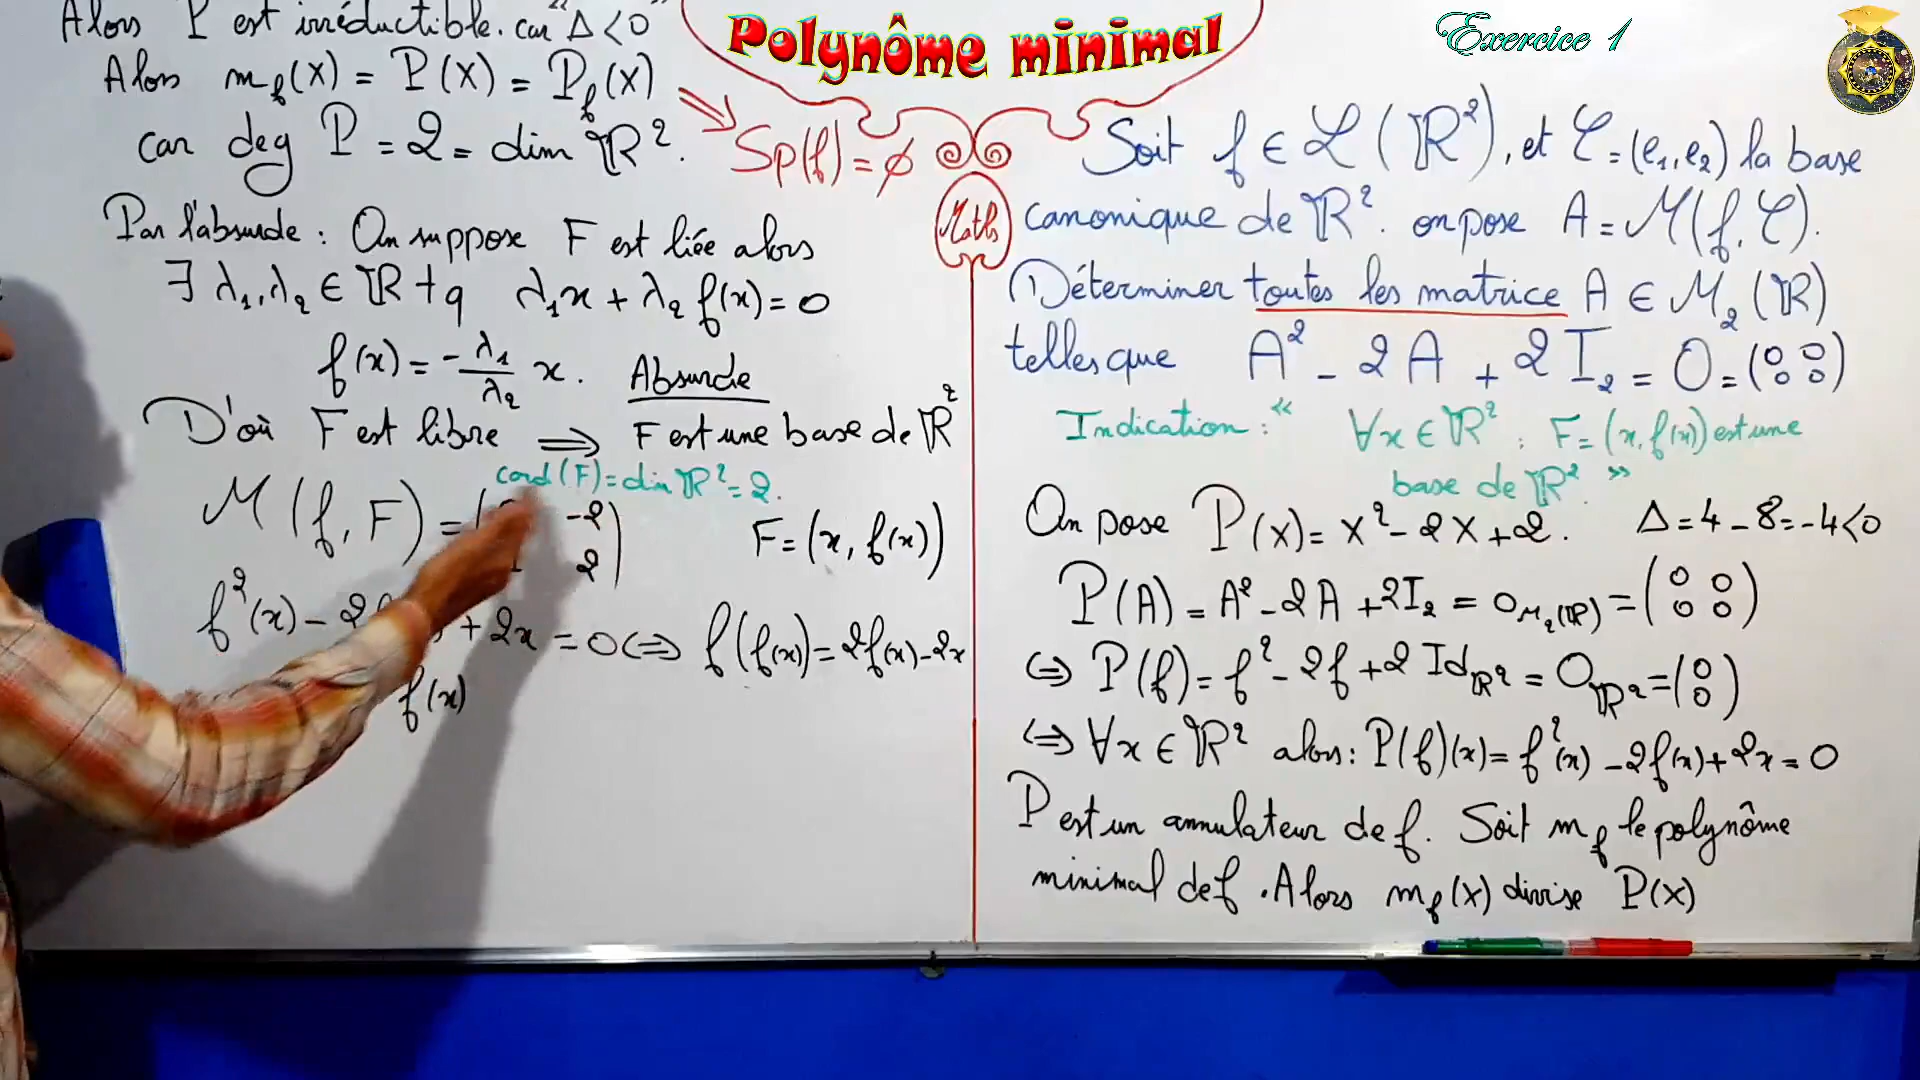 Polynôme minimal
Exercice 1
Alors P est irréductible. car "Δ<0"
Alors m_f(X) = P(X) = P_f(X)
car deg P = 2 = dim ℝ². ⟹ Sp(f) = ∅
Par l'absurde : On suppose F est liée alors
∃ λ₁, λ₂ ∈ ℝ tq λ₁x + λ₂ f(x) = 0
f(x) = -λ₁/λ₂ x. Absurde
D'où F est libre ⟹ F est une base de ℝ²
card(F) = dim ℝ² = 2.
M(f, F) = ( -2 F = (x, f(x))
2 )
f²(x) - 2 + 2x = 0 ⟺ f(f(x)) = 2f(x) - 2x
f(x)
Maths
Soit f ∈ ℒ(ℝ²), et 𝒞 = (e₁, e₂) la base
canonique de ℝ². on pose A = M(f, 𝒞).
Déterminer toutes les matrice A ∈ M₂(ℝ)
telles que A² - 2A + 2I₂ = O = (0 0 0 0)
Indication : « ∀x ∈ ℝ² ; F = (x, f(x)) est une
base de ℝ² »
On pose P(X) = X² - 2X + 2. Δ = 4 - 8 = -4 < 0
P(A) = A² - 2A + 2I₂ = 0_M₂(ℝ) = (0 0 0 0)
⟺ P(f) = f² - 2f + 2 Id_ℝ² = O_ℝ² = (0 0)
⟺ ∀x ∈ ℝ² alors : P(f)(x) = f²(x) - 2f(x) + 2x = 0
P est un annulateur de f. Soit m_f le polynôme
minimal de f. Alors m_f(X) divise P(X)